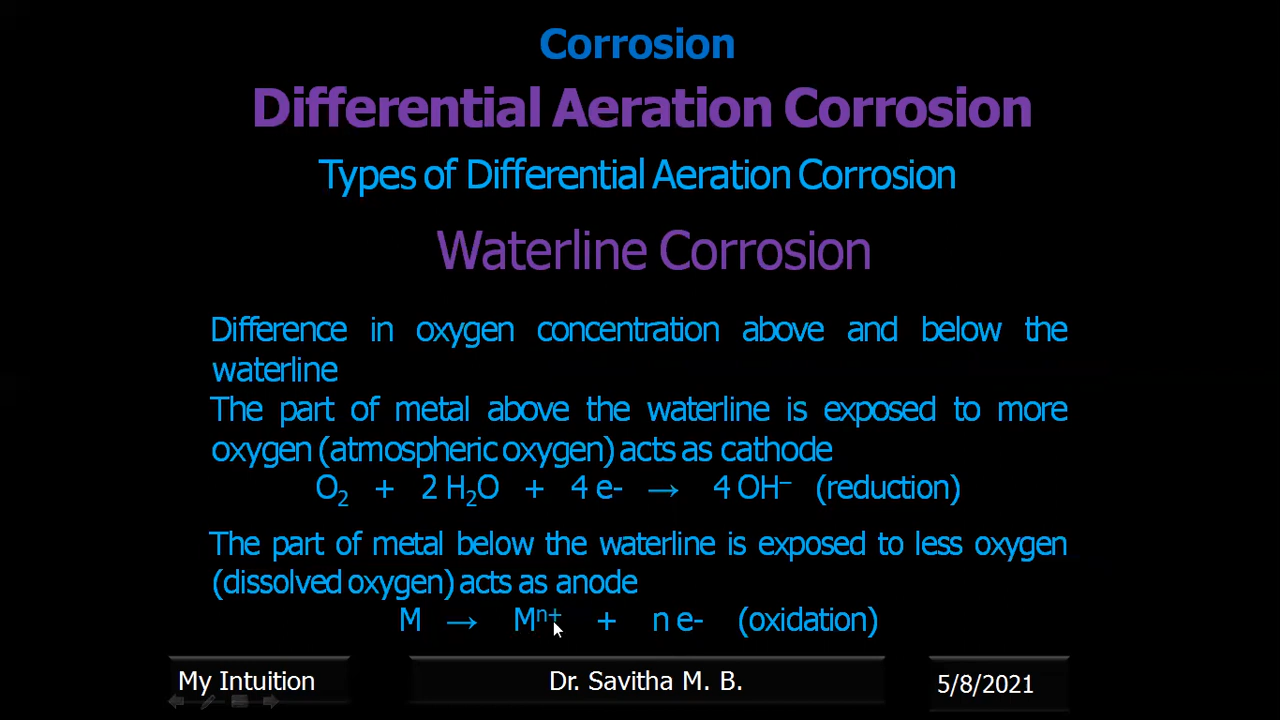 Corrosion
Differential Aeration Corrosion
Types of Differential Aeration Corrosion
Waterline Corrosion
Difference in oxygen concentration above and below the
waterline
The part of metal above the waterline is exposed to more
oxygen (atmospheric oxygen) acts as cathode
O₂ + 2 H₂O + 4 e- → 4 OH⁻ (reduction)
The part of metal below the waterline is exposed to less oxygen
(dissolved oxygen) acts as anode
M → Mⁿ⁺ + n e- (oxidation)
My Intuition
Dr. Savitha M. B.
5/8/2021